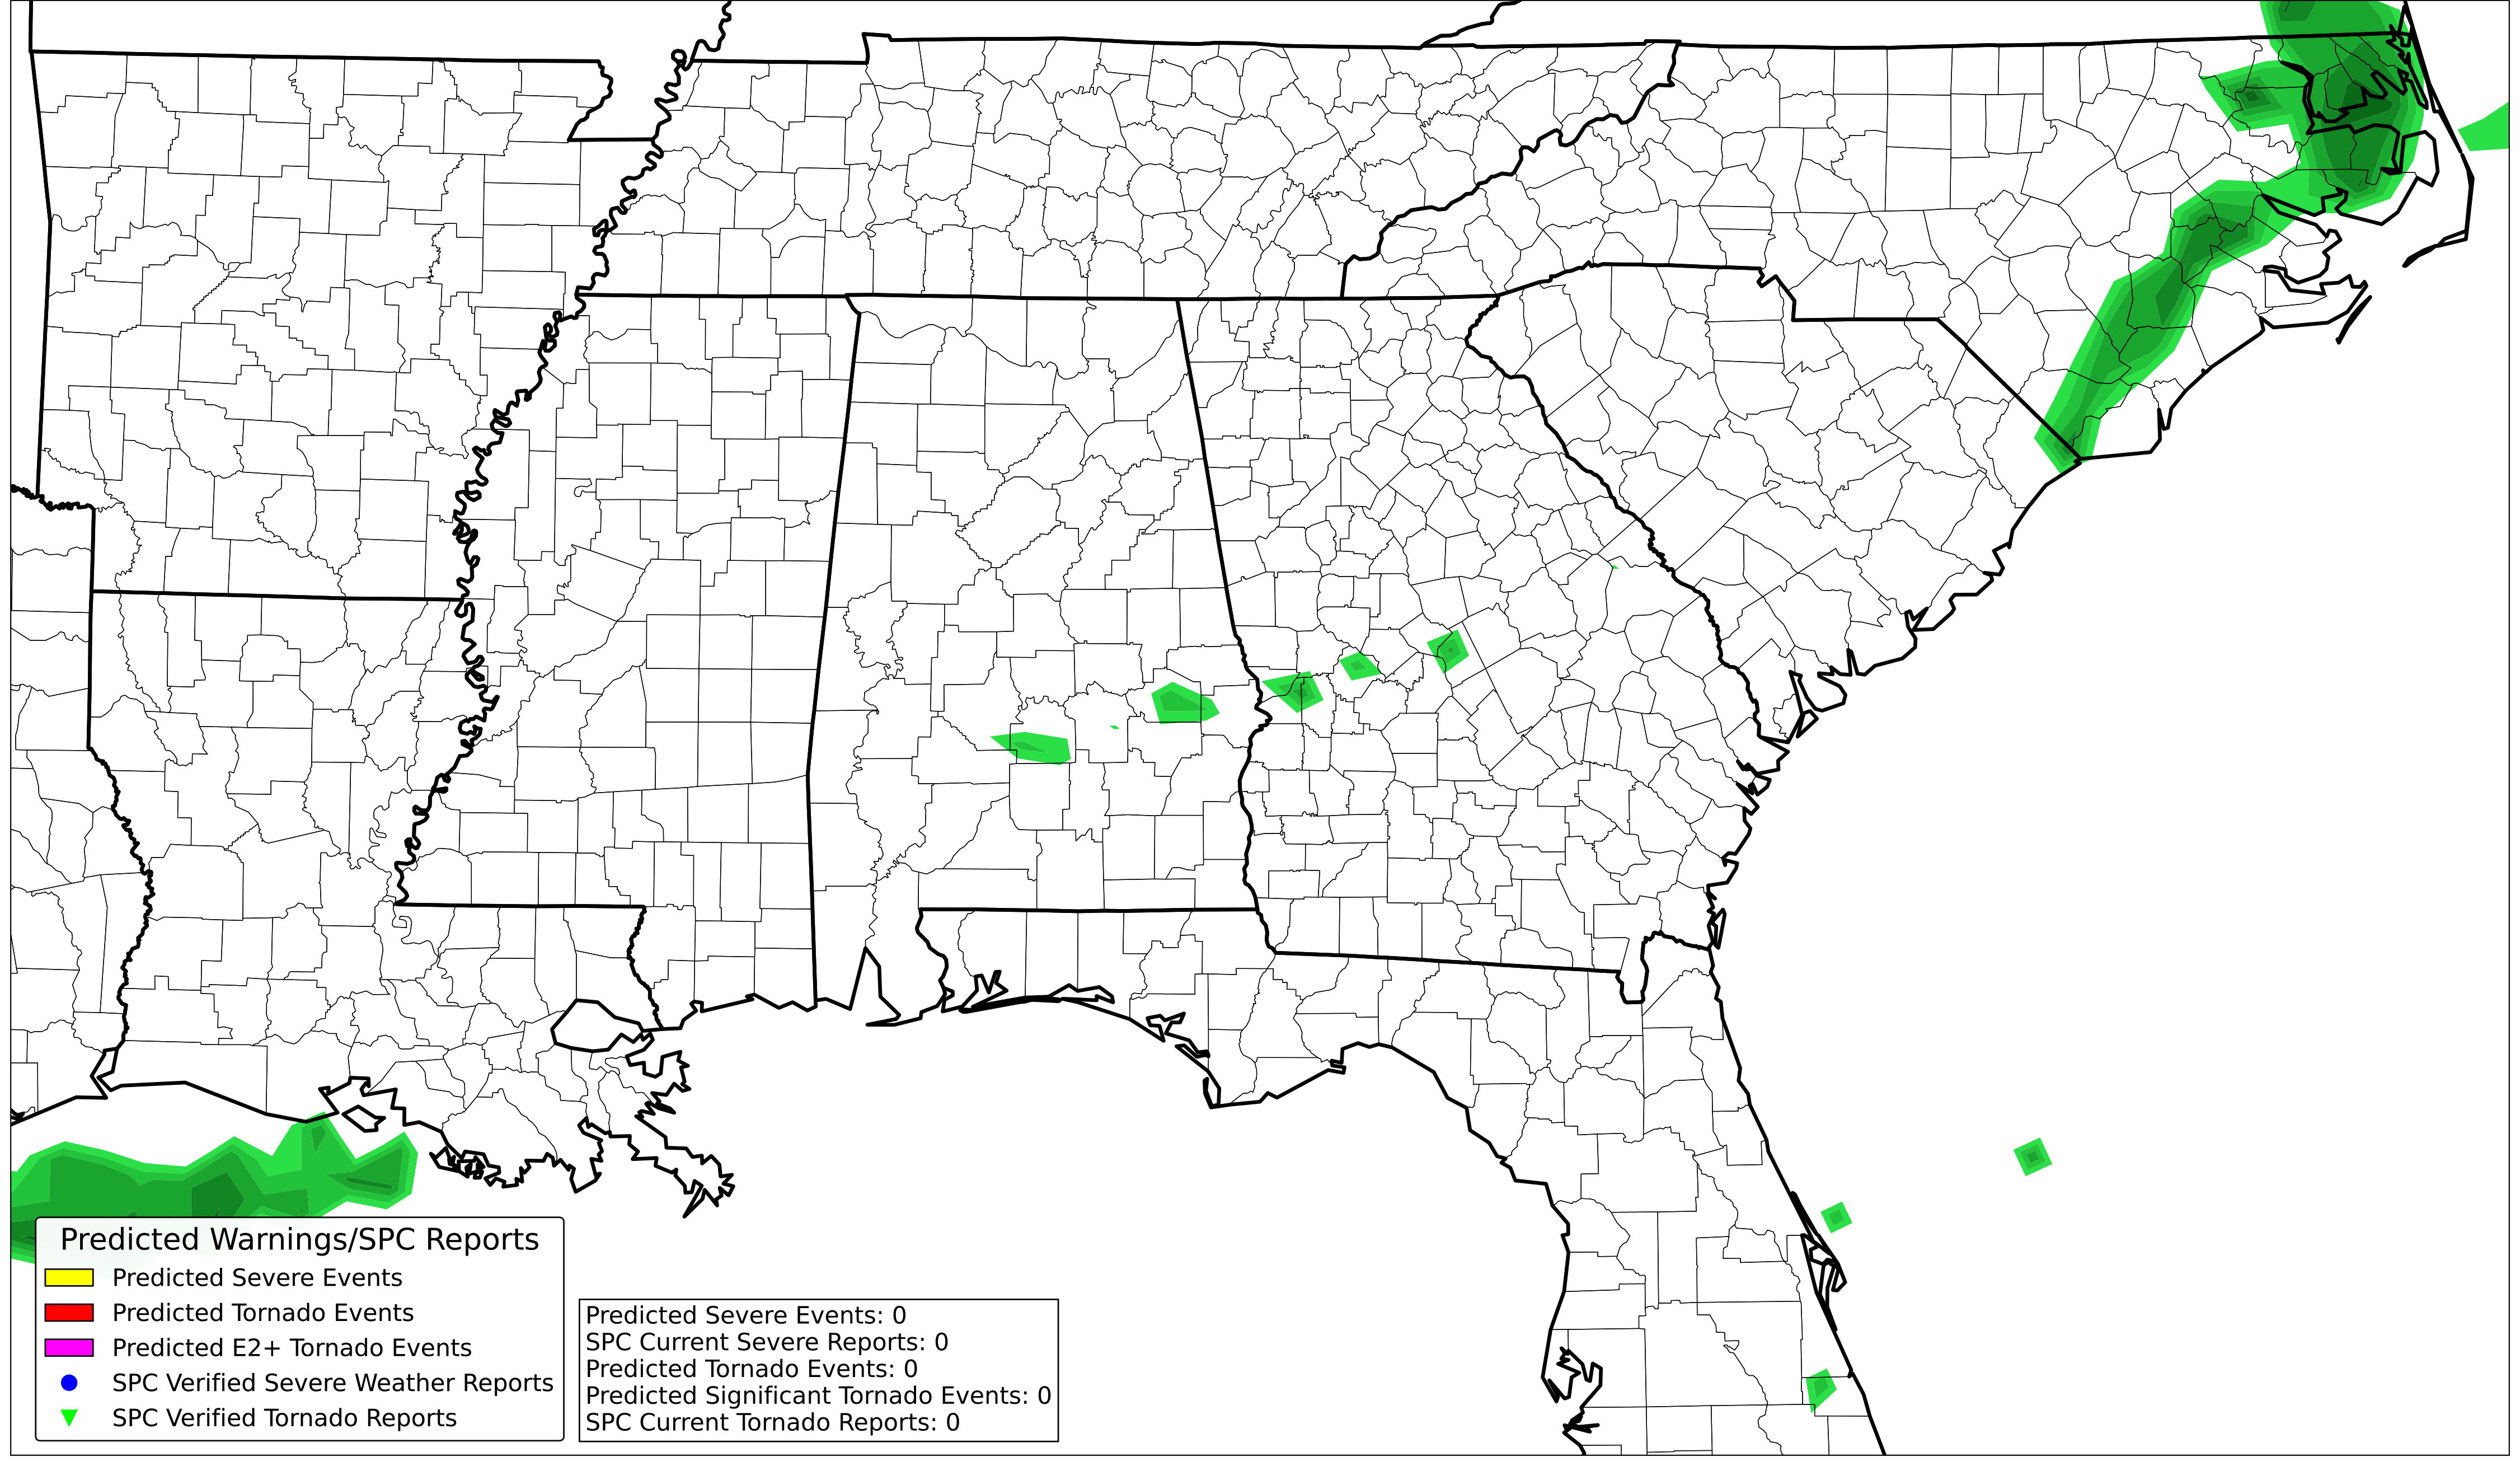 Predicted Warnings/SPC Reports
Predicted Severe Events
Predicted Tornado Events
Predicted E2+ Tornado Events
SPC Verified Severe Weather Reports
SPC Verified Tornado Reports
Predicted Severe Events: 0
SPC Current Severe Reports: 0
Predicted Tornado Events: 0
Predicted Significant Tornado Events: 0
SPC Current Tornado Reports: 0